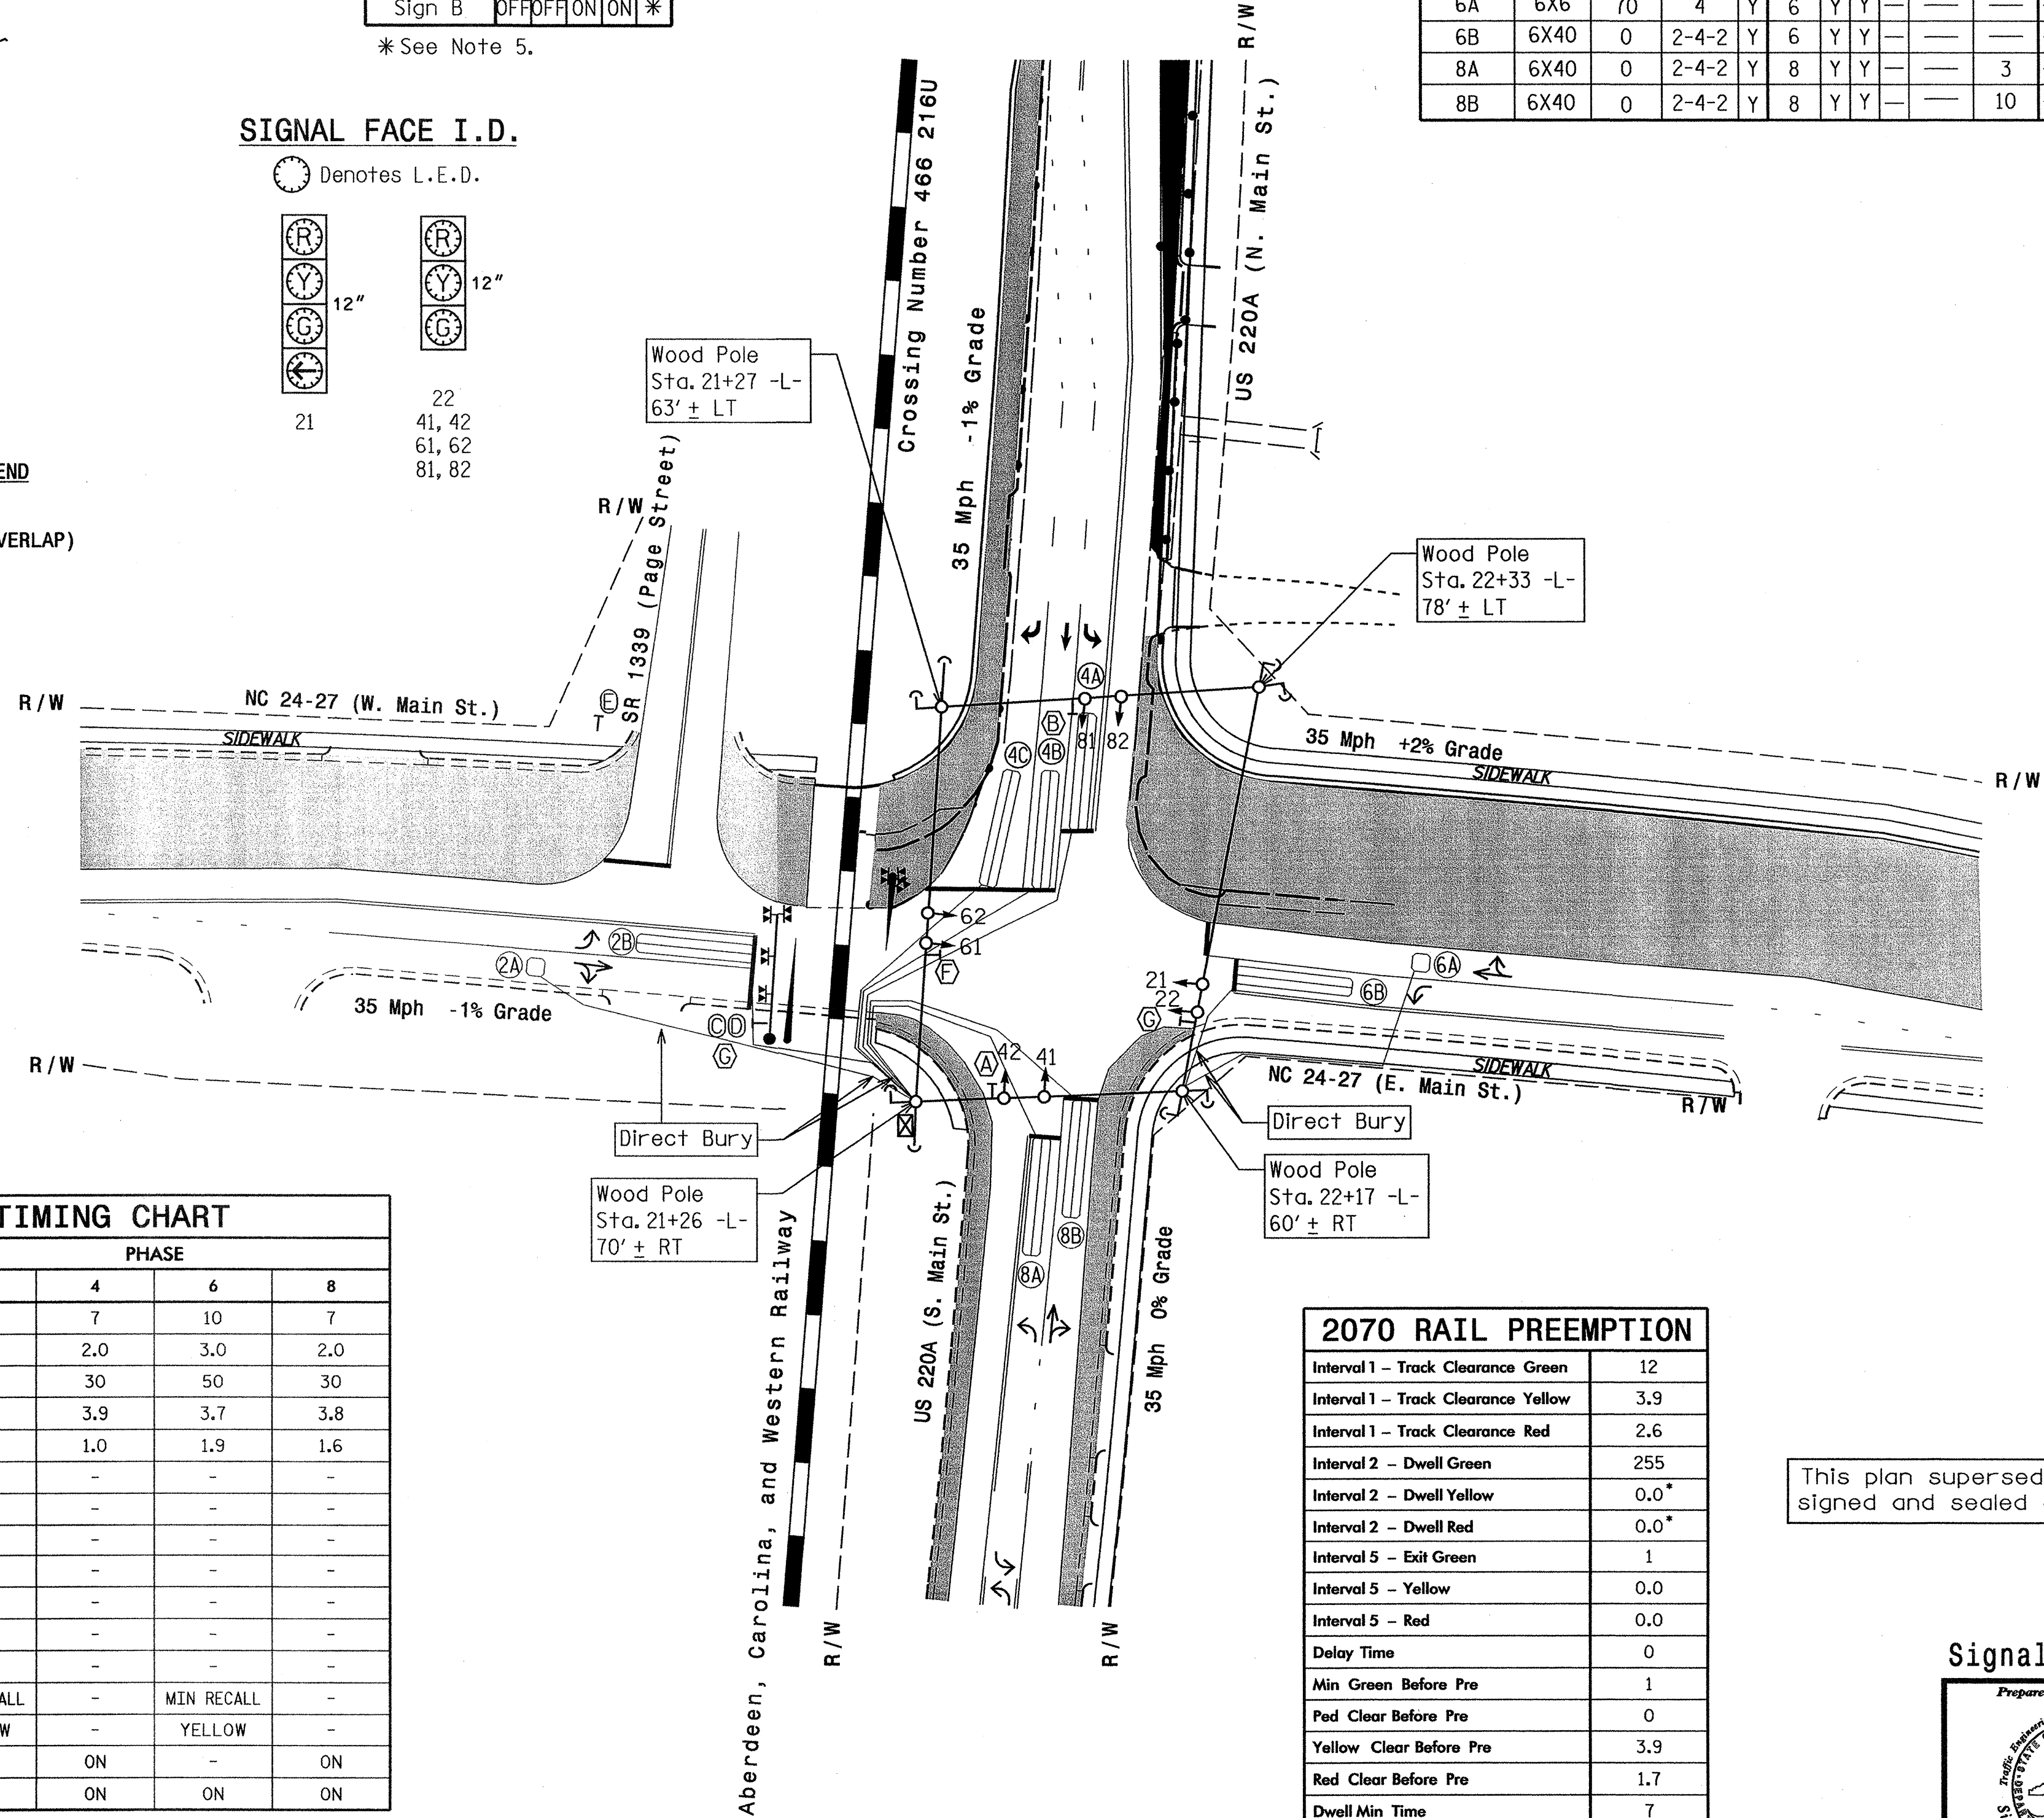 Sign B OFF OFF ON ON *
* See Note 5.
6A 6X6 70 4 Y 6 Y Y — — —
6B 6X40 0 2-4-2 Y 6 Y Y — — —
8A 6X40 0 2-4-2 Y 8 Y Y — — 3
8B 6X40 0 2-4-2 Y 8 Y Y — — 10
SIGNAL FACE I.D.
Denotes L.E.D.
R
Y
G
12"
21
R
Y
G
12"
22
41, 42
61, 62
81, 82
END
VERLAP)
Crossing Number 466 216U
35 Mph -1% Grade
US 220A (N. Main St.)
R/W
Wood Pole
Sta. 21+27 -L-
63' ± LT
Wood Pole
Sta. 22+33 -L-
78' ± LT
R/W
SR 1339 (Page Street)
E
R/W
NC 24-27 (W. Main St.)
SIDEWALK
4A
B
81
82
4C
4B
35 Mph +2% Grade
SIDEWALK
R/W
62
61
F
2B
2A
35 Mph -1% Grade
C D
G
R/W
21
22
G
6A
6B
A
42
41
SIDEWALK
NC 24-27 (E. Main St.)
R/W
Direct Bury
Direct Bury
Wood Pole
Sta. 21+26 -L-
70' ± RT
Wood Pole
Sta. 22+17 -L-
60' ± RT
8B
8A
US 220A (S. Main St.)
35 Mph 0% Grade
Aberdeen, Carolina, and Western Railway
R/W
R/W
TIMING CHART
PHASE
4 6 8
7 10 7
2.0 3.0 2.0
30 50 30
3.9 3.7 3.8
1.0 1.9 1.6
- - -
- - -
- - -
- - -
- - -
- - -
- - -
ALL - MIN RECALL -
W - YELLOW -
ON - ON
ON ON ON
2070 RAIL PREEMPTION
Interval 1 – Track Clearance Green 12
Interval 1 – Track Clearance Yellow 3.9
Interval 1 – Track Clearance Red 2.6
Interval 2 – Dwell Green 255
Interval 2 – Dwell Yellow 0.0*
Interval 2 – Dwell Red 0.0*
Interval 5 – Exit Green 1
Interval 5 – Yellow 0.0
Interval 5 – Red 0.0
Delay Time 0
Min Green Before Pre 1
Ped Clear Before Pre 0
Yellow Clear Before Pre 3.9
Red Clear Before Pre 1.7
Dwell Min Time 7
This plan supersed
signed and sealed
Signal
Prepare